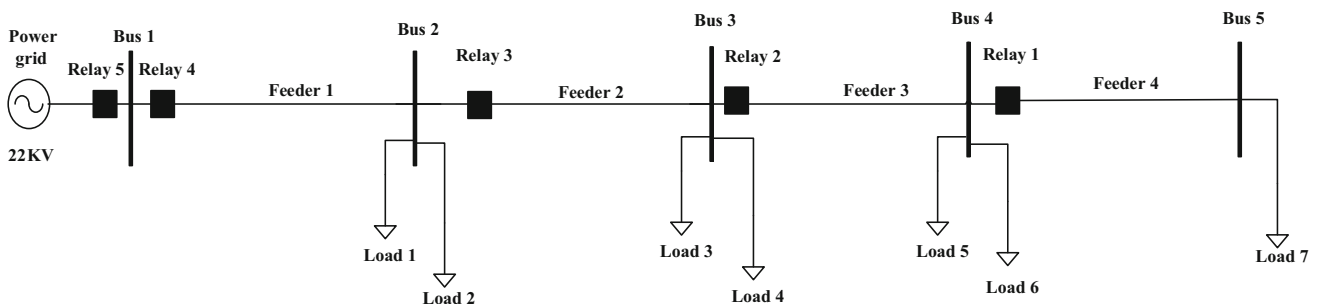 Power
grid
22KV
Relay 5
Bus 1
Relay 4
Feeder 1
Bus 2
Relay 3
Feeder 2
Bus 3
Relay 2
Feeder 3
Bus 4
Relay 1
Feeder 4
Bus 5
Load 1
Load 2
Load 3
Load 4
Load 5
Load 6
Load 7